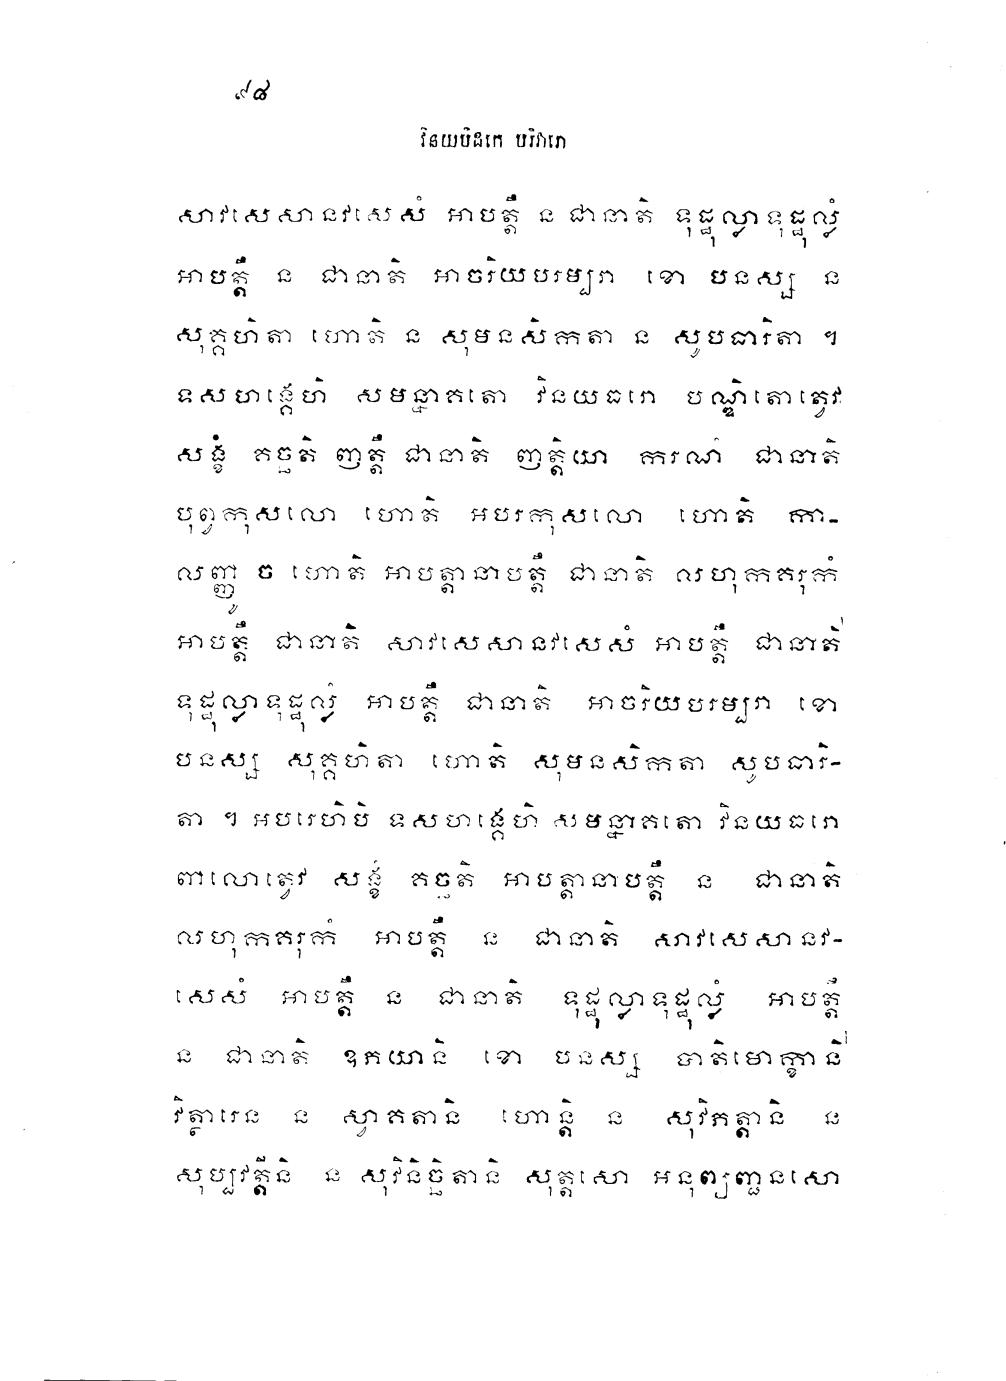 ៩៨
វិនយបិដកេ បរិវារោ
សាវសេសានវសេសំ អាបត្តឹ ន ជានាតិ ទុដ្ឋុល្លាទុដ្ឋុល្លំ
អាបត្តឹ ន ជានាតិ អាចរិយបរម្បរា ខោ បនស្ស ន
សុគ្គហិតា ហោតិ ន សុមនសិកតា ន សូបធារិតា ។
ទសហង្គេហិ សមន្នាគតោ វិនយធរោ បណ្ឌិតោត្វេវ
សង្ខំ គច្ឆតិ ញត្តឹ ជានាតិ ញត្តិយា ករណំ ជានាតិ
បុព្វកុសលោ ហោតិ អបរកុសលោ ហោតិ កា-
លញ្ញូ ច ហោតិ អាបត្តានាបត្តឹ ជានាតិ លហុកគរុកំ
អាបត្តឹ ជានាតិ សាវសេសានវសេសំ អាបត្តឹ ជានាតិ
ទុដ្ឋុល្លាទុដ្ឋុល្លំ អាបត្តឹ ជានាតិ អាចរិយបរម្បរា ខោ
បនស្ស សុគ្គហិតា ហោតិ សុមនសិកតា សូបធារិ-
តា ។ អបរេហិបិ ទសហង្គេហិ សមន្នាគតោ វិនយធរោ
ពាលោត្វេវ សង្ខំ គច្ឆតិ អាបត្តានាបត្តឹ ន ជានាតិ
លហុកគរុកំ អាបត្តឹ ន ជានាតិ សាវសេសានវ-
សេសំ អាបត្តឹ ន ជានាតិ ទុដ្ឋុល្លាទុដ្ឋុល្លំ អាបត្តឹ
ន ជានាតិ ឧភយានិ ខោ បនស្ស បាតិមោក្ខានិ
វិត្ថារេន ន ស្វាគតានិ ហោន្តិ ន សុវិភត្តានិ ន
សុប្បវត្តីនិ ន សុវិនិច្ឆិតានិ សុត្តសោ អនុព្យញ្ជនសោ